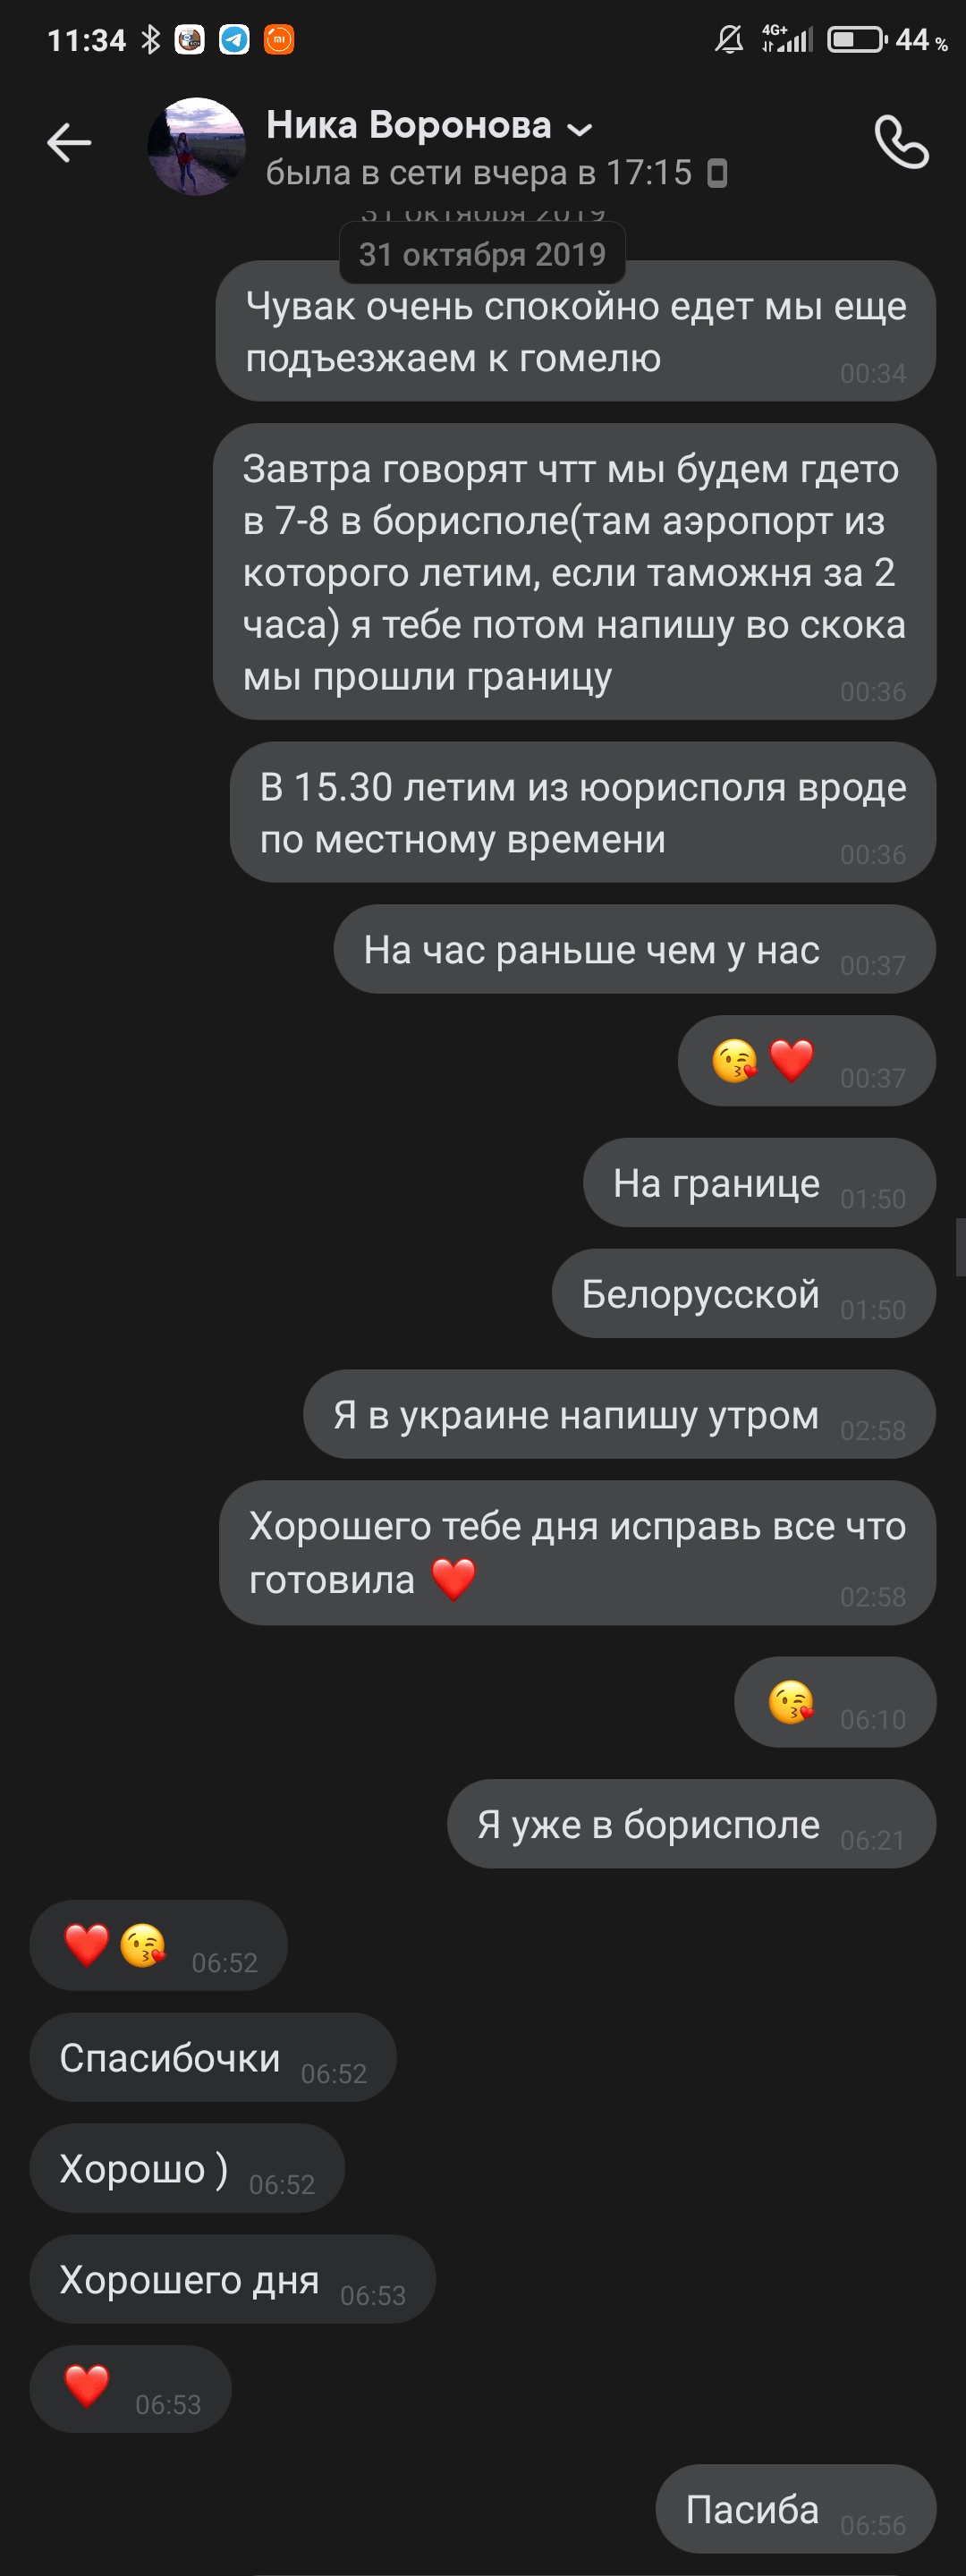 11:34
4G+
44 %
Ника Воронова
была в сети вчера в 17:15
31 октября 2019
31 октября 2019
Чувак очень спокойно едет мы еще
подъезжаем к гомелю
00:34
Завтра говорят чтт мы будем гдето
в 7-8 в борисполе(там аэропорт из
которого летим, если таможня за 2
часа) я тебе потом напишу во скока
мы прошли границу
00:36
В 15.30 летим из юорисполя вроде
по местному времени
00:36
На час раньше чем у нас 00:37
😘❤️ 00:37
На границе 01:50
Белорусской 01:50
Я в украине напишу утром 02:58
Хорошего тебе дня исправь все что
готовила ❤️
02:58
😘 06:10
Я уже в борисполе 06:21
❤️😘 06:52
Спасибочки 06:52
Хорошо ) 06:52
Хорошего дня 06:53
❤️ 06:53
Пасиба 06:56